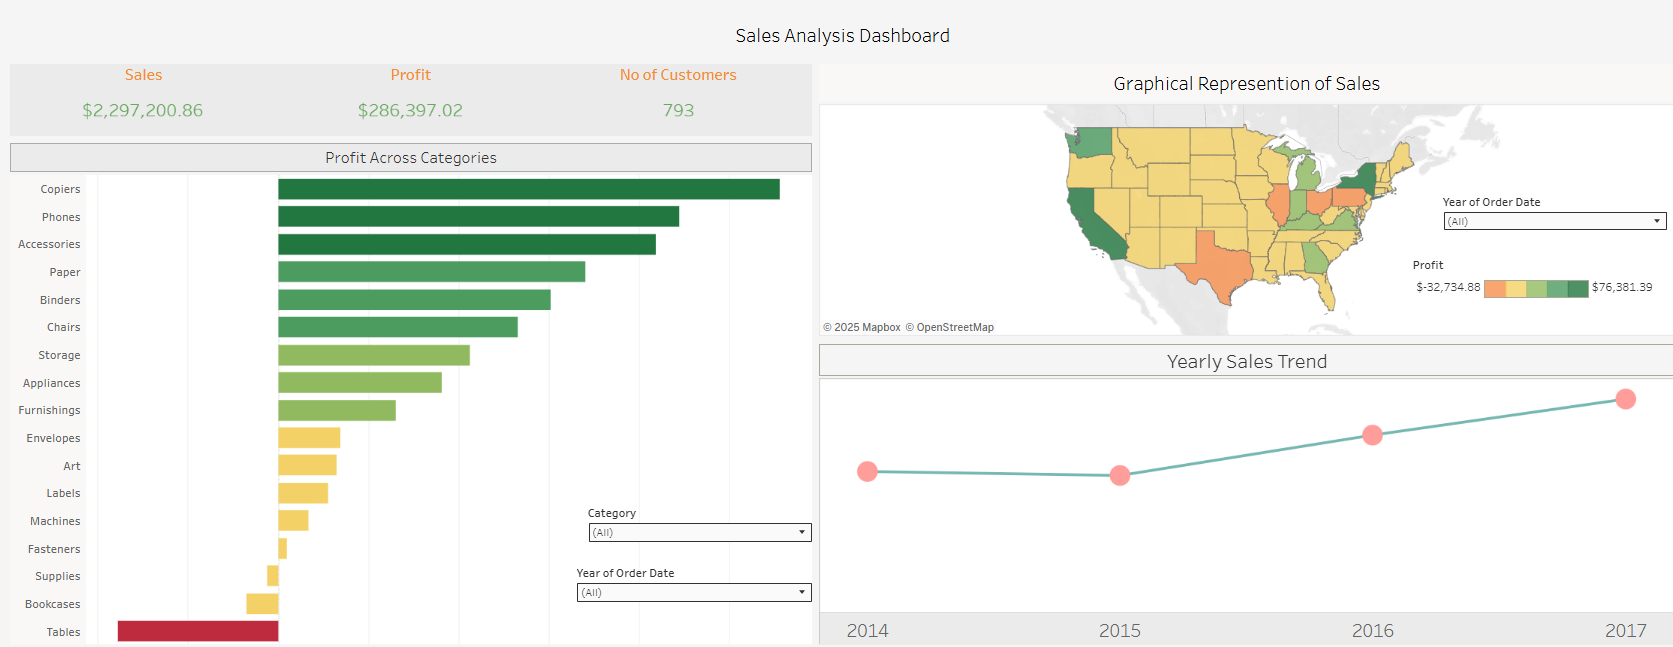 Sales Analysis Dashboard
Sales
Profit
No of Customers
$2,297,200.86
$286,397.02
793
Profit Across Categories
Copiers
Phones
Accessories
Paper
Binders
Chairs
Storage
Appliances
Furnishings
Envelopes
Art
Labels
Machines
Fasteners
Supplies
Bookcases
Tables
Category
(All)
Year of Order Date
(All)
Graphical Represention of Sales
Year of Order Date
(All)
Profit
$-32,734.88
$76,381.39
© 2025 Mapbox © OpenStreetMap
Yearly Sales Trend
2014
2015
2016
2017